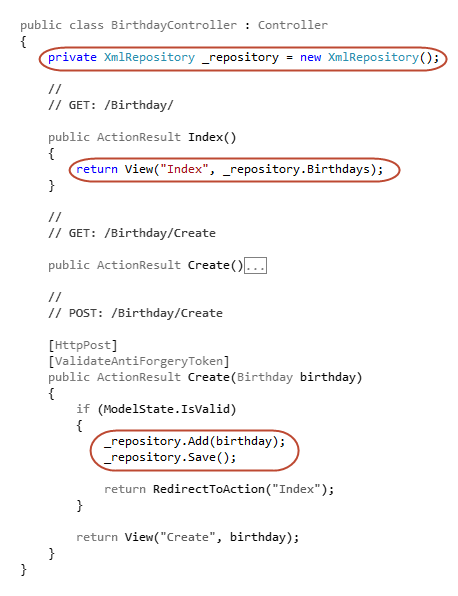 public class BirthdayController : Controller
{
    private XmlRepository _repository = new XmlRepository();

    //
    // GET: /Birthday/

    public ActionResult Index()
    {
        return View("Index", _repository.Birthdays);
    }

    //
    // GET: /Birthday/Create

    public ActionResult Create()...

    //
    // POST: /Birthday/Create

    [HttpPost]
    [ValidateAntiForgeryToken]
    public ActionResult Create(Birthday birthday)
    {
        if (ModelState.IsValid)
        {
            _repository.Add(birthday);
            _repository.Save();

            return RedirectToAction("Index");
        }

        return View("Create", birthday);
    }
}